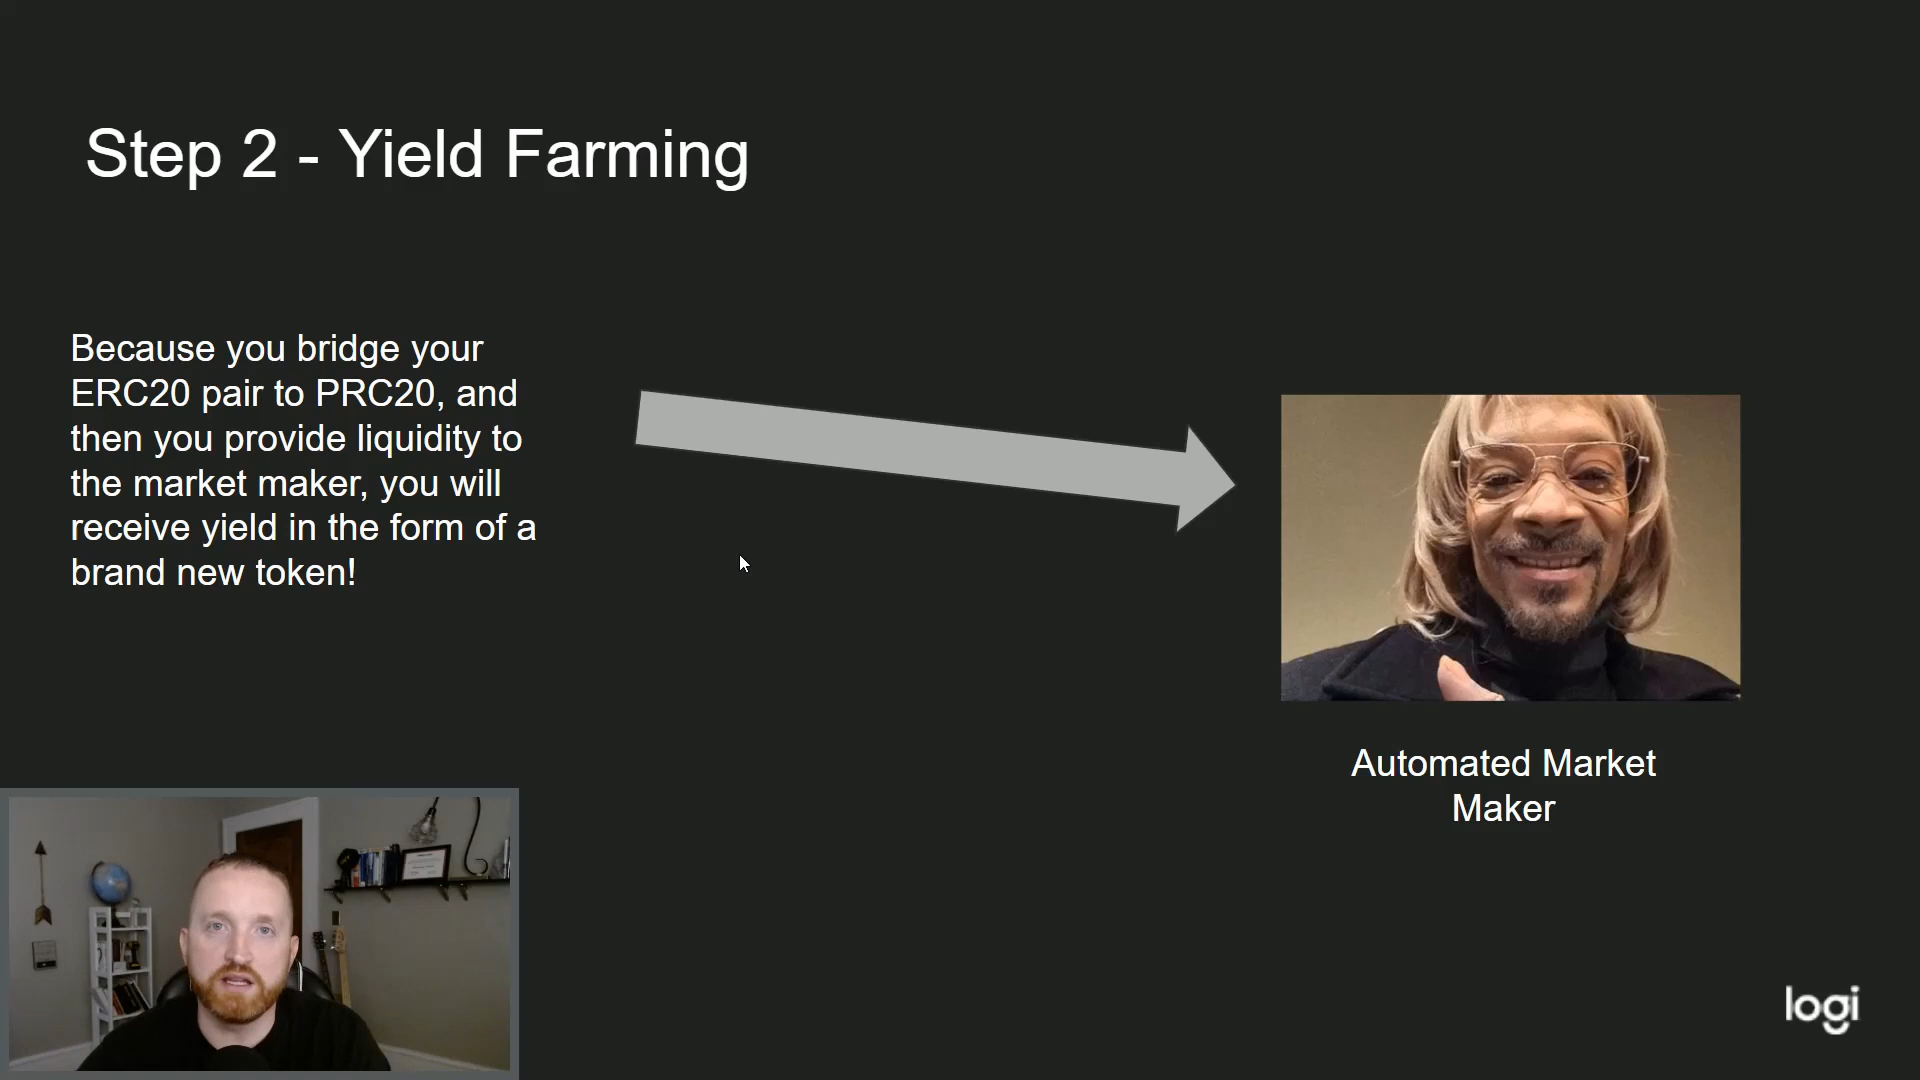 Step 2 - Yield Farming
Because you bridge your
ERC20 pair to PRC20, and
then you provide liquidity to
the market maker, you will
receive yield in the form of a
brand new token!
Automated Market
Maker
logi